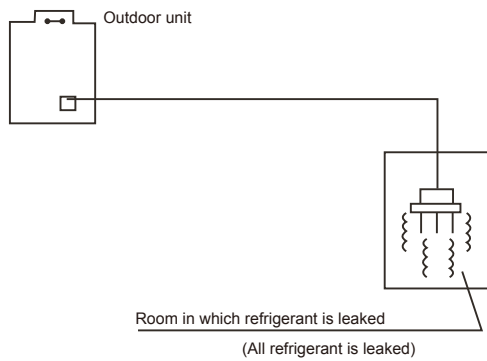 Outdoor unit
Room in which refrigerant is leaked
(All refrigerant is leaked)